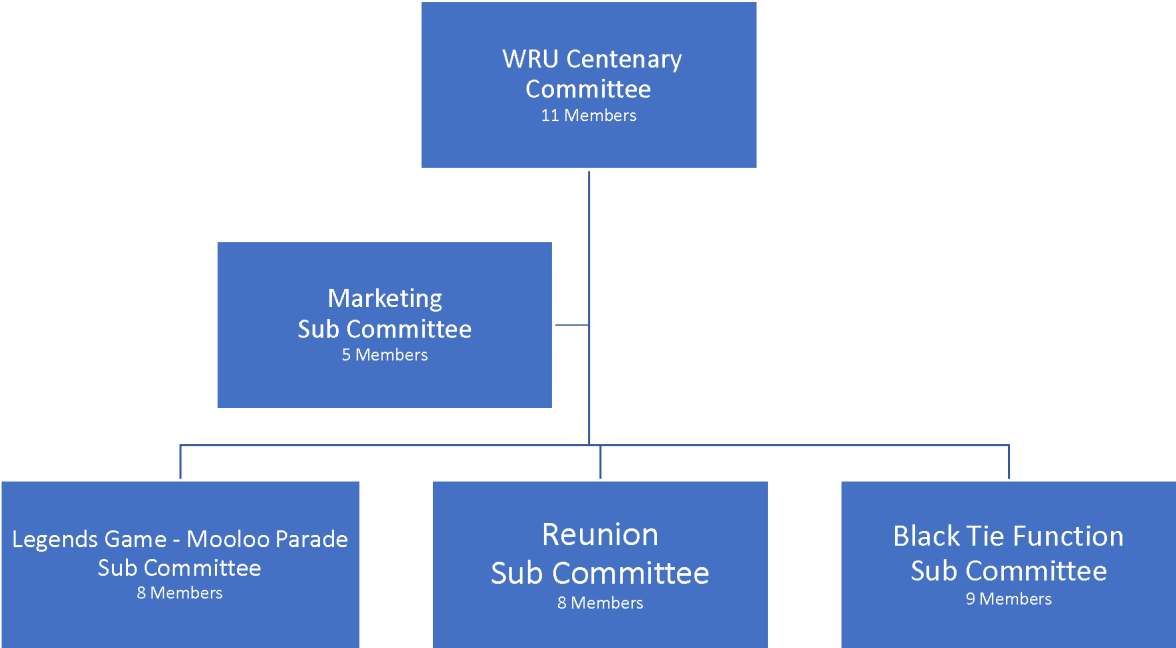 WRU Centenary
Committee
11 Members
Marketing
Sub Committee
5 Members
Legends Game - Mooloo Parade
Sub Committee
8 Members
Reunion
Sub Committee
8 Members
Black Tie Function
Sub Committee
9 Members